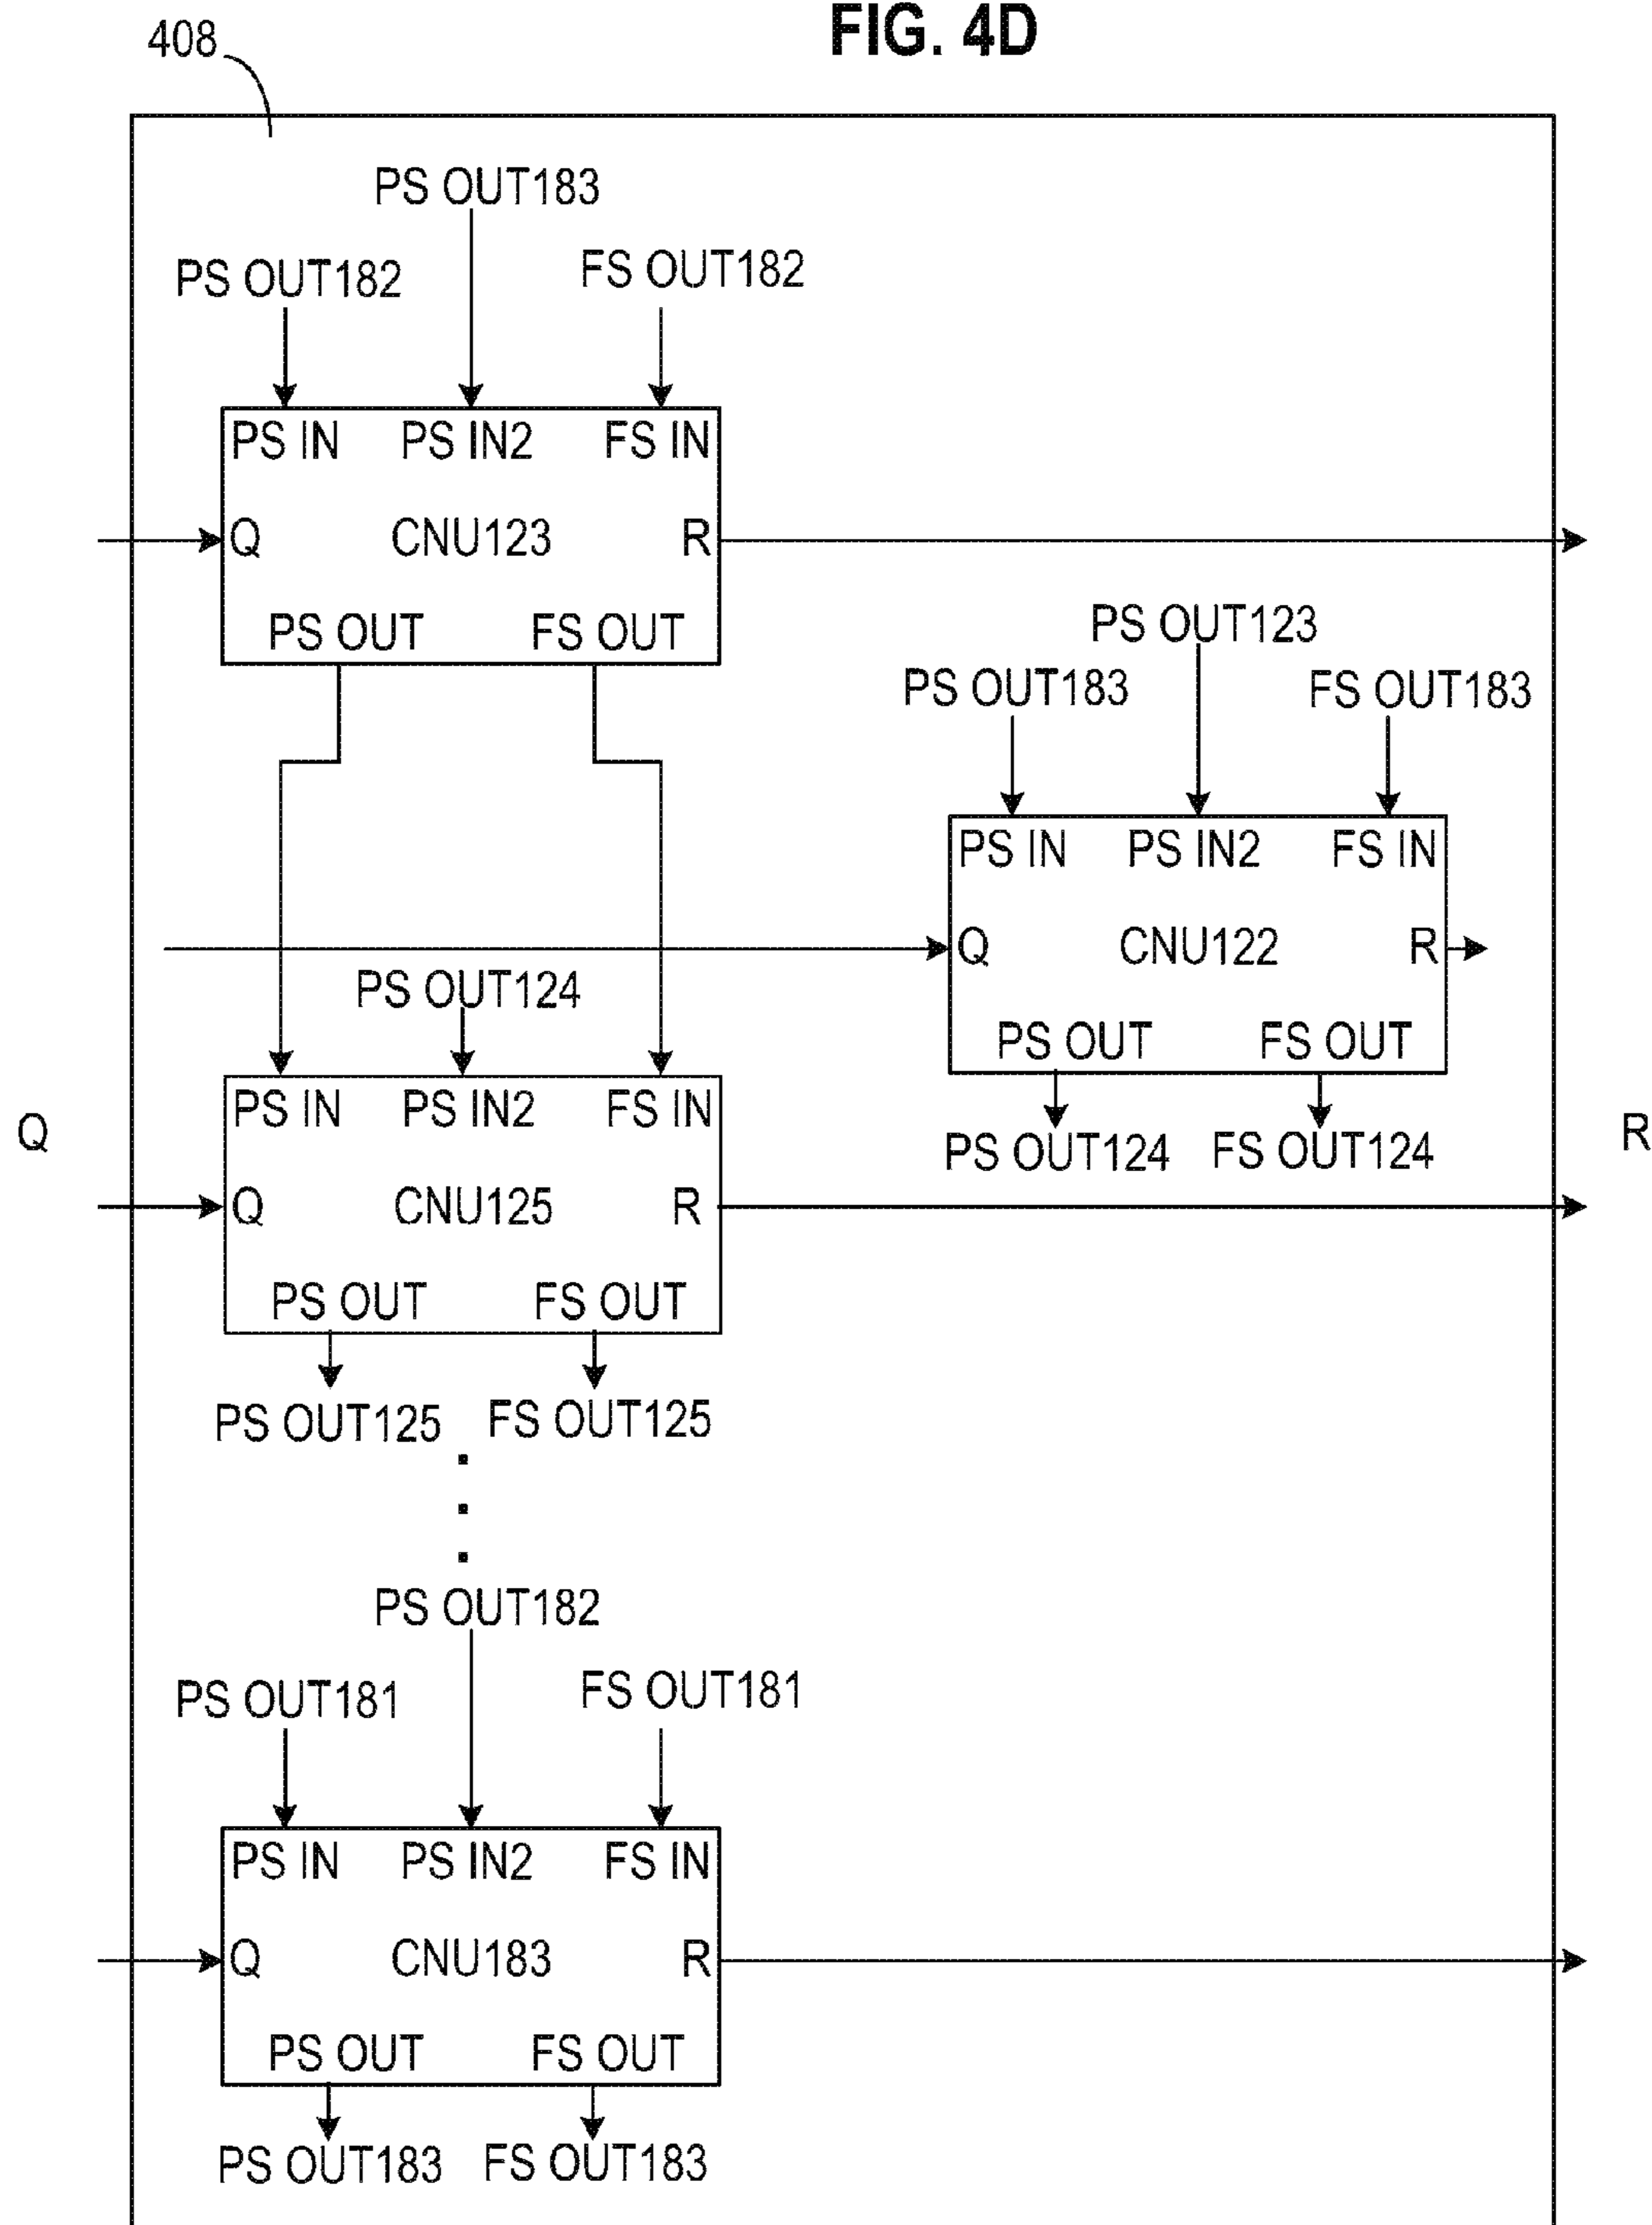 FIG. 4D
408
PS OUT183
PS OUT182 FS OUT182
PS IN PS IN2 FS IN
Q CNU123 R
PS OUT FS OUT
PS OUT123
PS OUT183 FS OUT183
PS IN PS IN2 FS IN
Q CNU122 R
PS OUT FS OUT
PS OUT124 FS OUT124
PS OUT124
PS IN PS IN2 FS IN
Q R
Q CNU125 R
PS OUT FS OUT
PS OUT125 FS OUT125
PS OUT182
PS OUT181 FS OUT181
PS IN PS IN2 FS IN
Q CNU183 R
PS OUT FS OUT
PS OUT183 FS OUT183